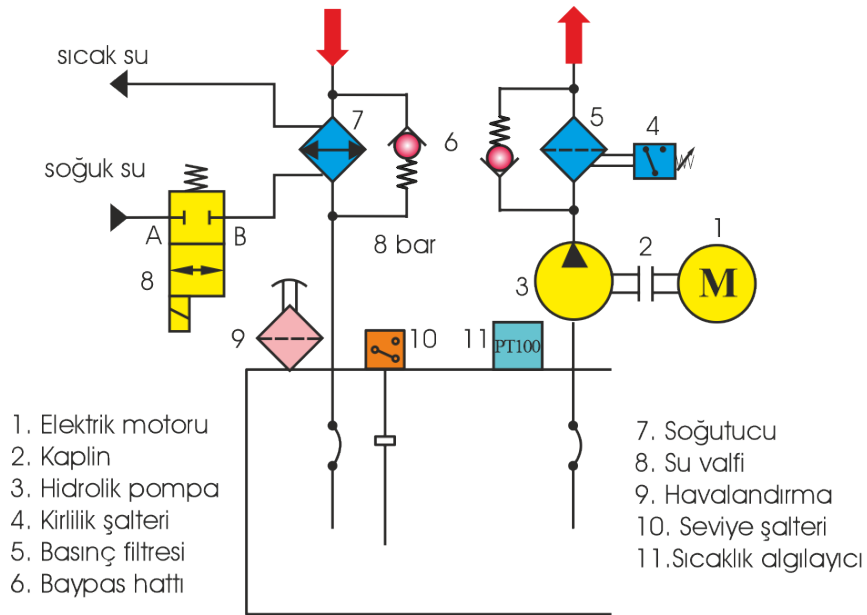 sıcak su
7
5
4
6
soğuk su
A
B
8
8 bar
3
2
1
M
9
10
11
PT100
1. Elektrik motoru
2. Kaplin
3. Hidrolik pompa
4. Kirlilik şalteri
5. Basınç filtresi
6. Baypas hattı
7. Soğutucu
8. Su valfi
9. Havalandırma
10. Seviye şalteri
11.Sıcaklık algılayıcı